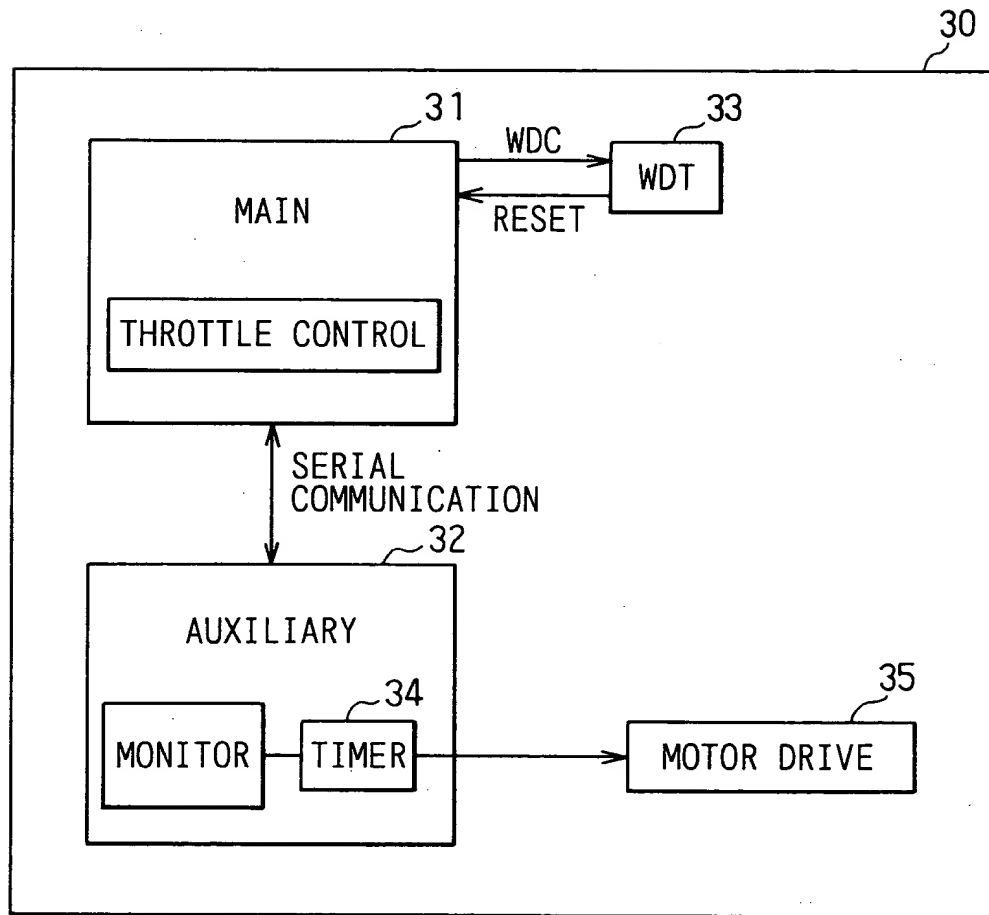 30
31
33
WDC
WDT
MAIN
RESET
THROTTLE CONTROL
SERIAL
COMMUNICATION
32
AUXILIARY
34
35
MONITOR
TIMER
MOTOR DRIVE